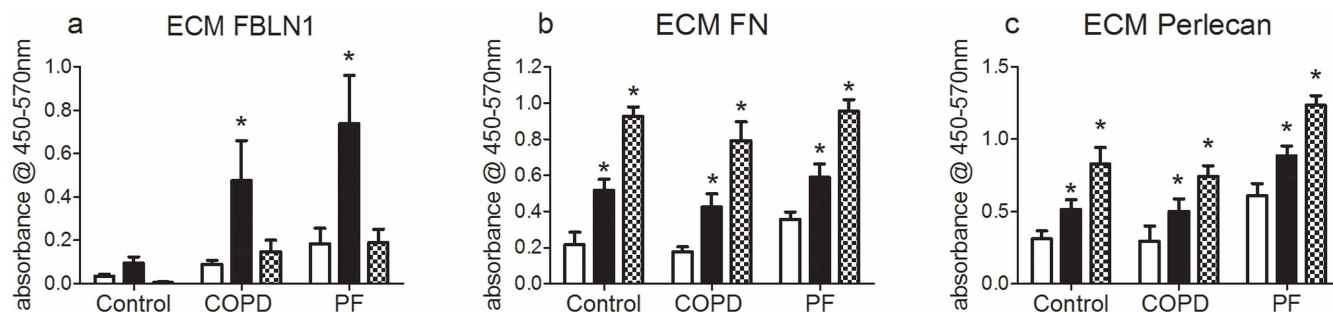 a
ECM FBLN1
absorbance @ 450-570nm
1.0
0.8
0.6
0.4
0.2
0.0
*
*
Control
COPD
PF
b
ECM FN
absorbance @ 450-570nm
1.2
1.0
0.8
0.6
0.4
0.2
0.0
*
*
*
*
*
*
Control
COPD
PF
c
ECM Perlecan
absorbance @ 450-570nm
1.5
1.0
0.5
0.0
*
*
*
*
*
*
Control
COPD
PF